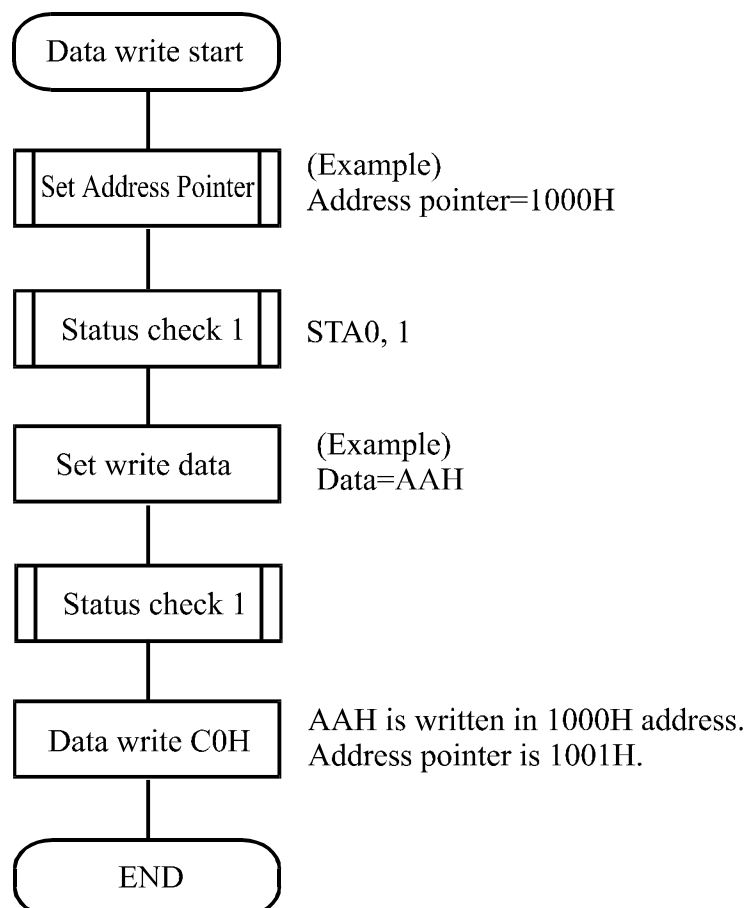 Data write start
Set Address Pointer
(Example)
Address pointer=1000H
Status check 1
STA0, 1
Set write data
(Example)
Data=AAH
Status check 1
Data write C0H
AAH is written in 1000H address.
Address pointer is 1001H.
END